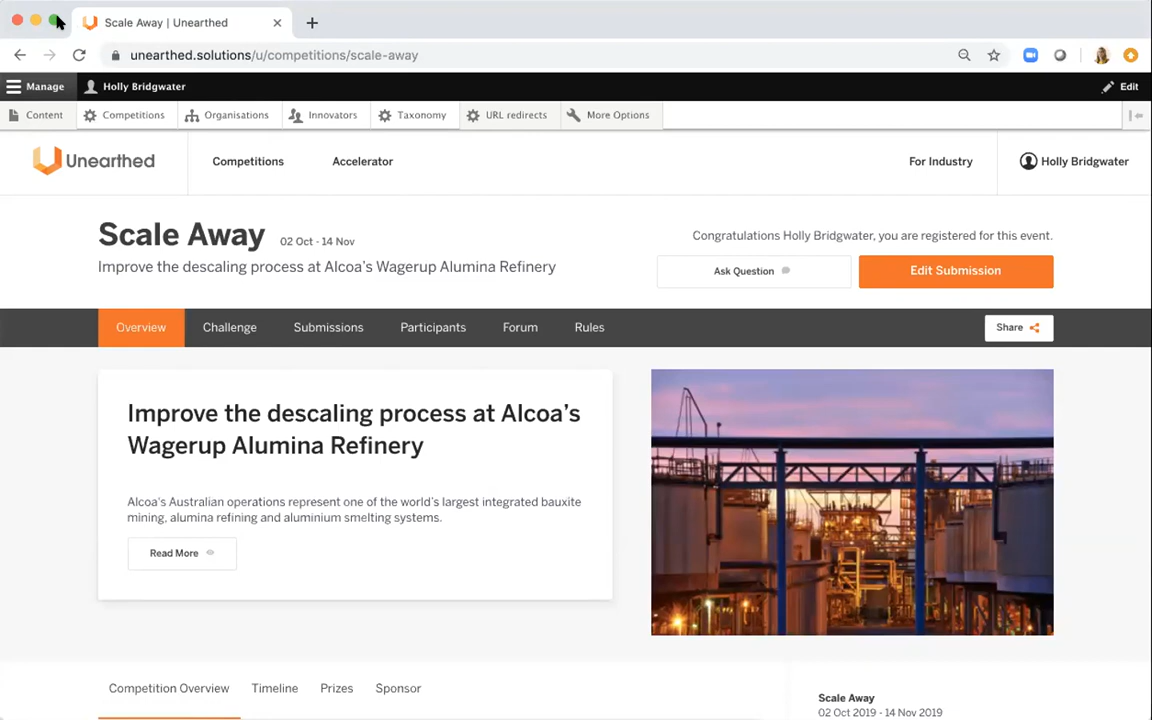 Scale Away | Unearthed
unearthed.solutions/u/competitions/scale-away
Manage Holly Bridgwater Edit
Content Competitions Organisations Innovators Taxonomy URL redirects More Options
Unearthed Competitions Accelerator For Industry Holly Bridgwater
Scale Away 02 Oct - 14 Nov
Congratulations Holly Bridgwater, you are registered for this event.
Improve the descaling process at Alcoa's Wagerup Alumina Refinery
Ask Question Edit Submission
Overview Challenge Submissions Participants Forum Rules Share
Improve the descaling process at Alcoa's
Wagerup Alumina Refinery
Alcoa's Australian operations represent one of the world's largest integrated bauxite
mining, alumina refining and aluminium smelting systems.
Read More
Competition Overview Timeline Prizes Sponsor
Scale Away
02 Oct 2019 - 14 Nov 2019